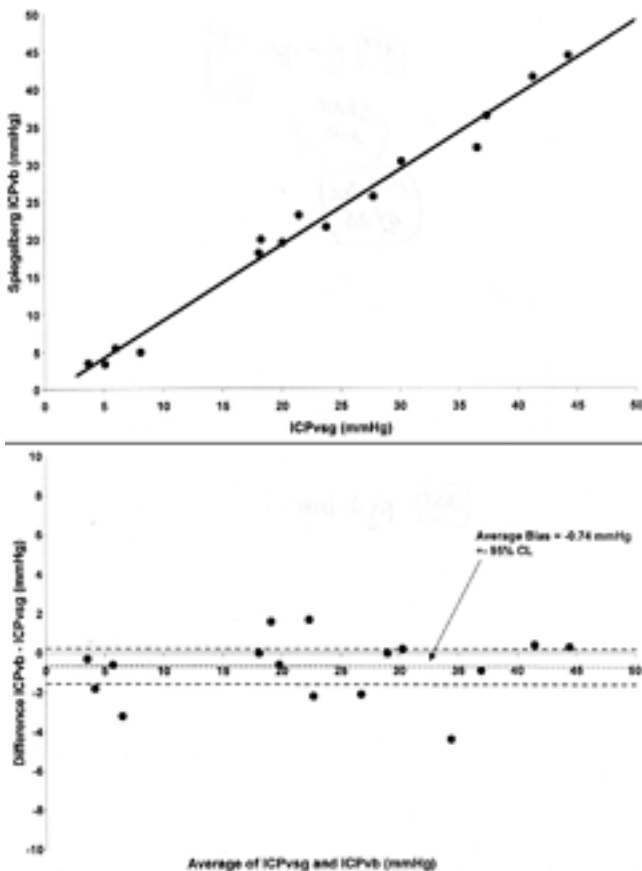 50
45
40
35
30
25
20
15
10
5
0
Spiegelberg ICPvb (mmHg)
0 5 10 15 20 25 30 35 40 45 50
ICPvsg (mmHg)
10
8
6
4
2
0
-2
-4
-6
-8
-10
Difference ICPvb - ICPvsg (mmHg)
Average Bias = -0.74 mmHg
+- 95% CL
0 5 10 15 20 25 30 35 40 45 50
Average of ICPvsg and ICPvb (mmHg)